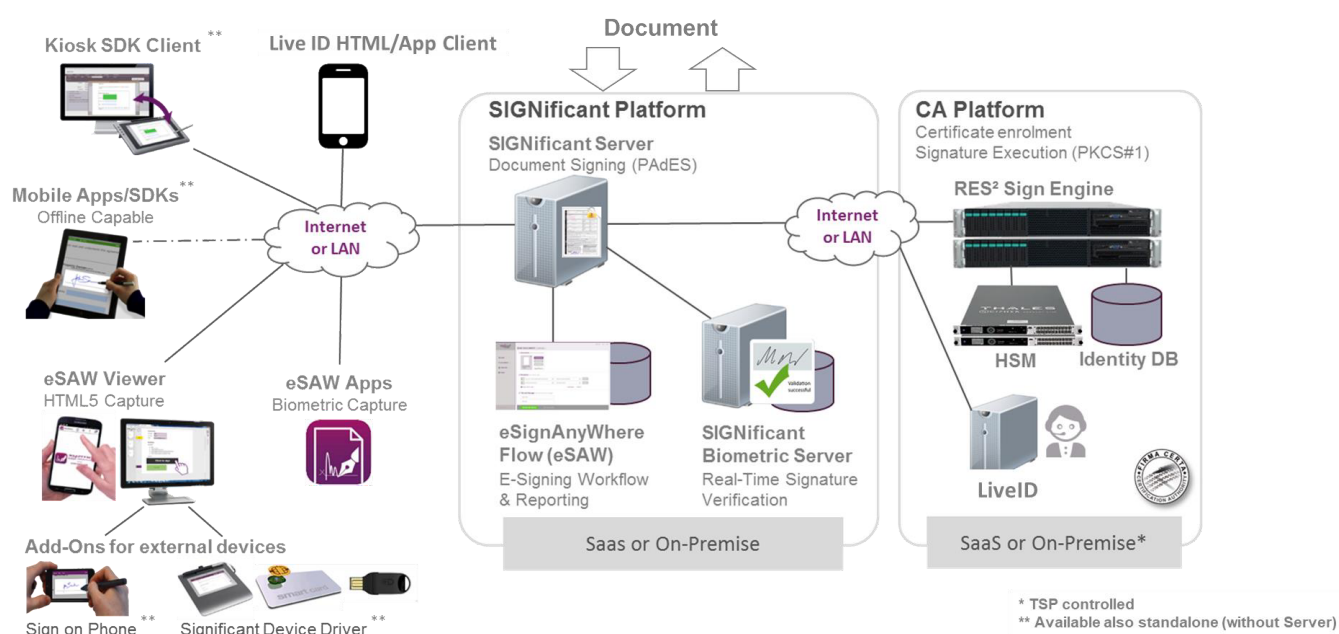 Document
Kiosk SDK Client **
Live ID HTML/App Client
Mobile Apps/SDKs**
Offline Capable
Internet
or LAN
eSAW Viewer
HTML5 Capture
eSAW Apps
Biometric Capture
Add-Ons for external devices
Sign on Phone **
Significant Device Driver **
smart card
SIGNificant Platform
SIGNificant Server
Document Signing (PAdES)
eSignAnyWhere
Flow (eSAW)
E-Signing Workflow
& Reporting
Validation
successful
SIGNificant
Biometric Server
Real-Time Signature
Verification
Saas or On-Premise
Internet
or LAN
CA Platform
Certificate enrolment
Signature Execution (PKCS#1)
RES² Sign Engine
THALES
HSM
Identity DB
LiveID
FIRMA CERTA
CERTIFICATION AUTHORITY
SaaS or On-Premise*
* TSP controlled
** Available also standalone (without Server)